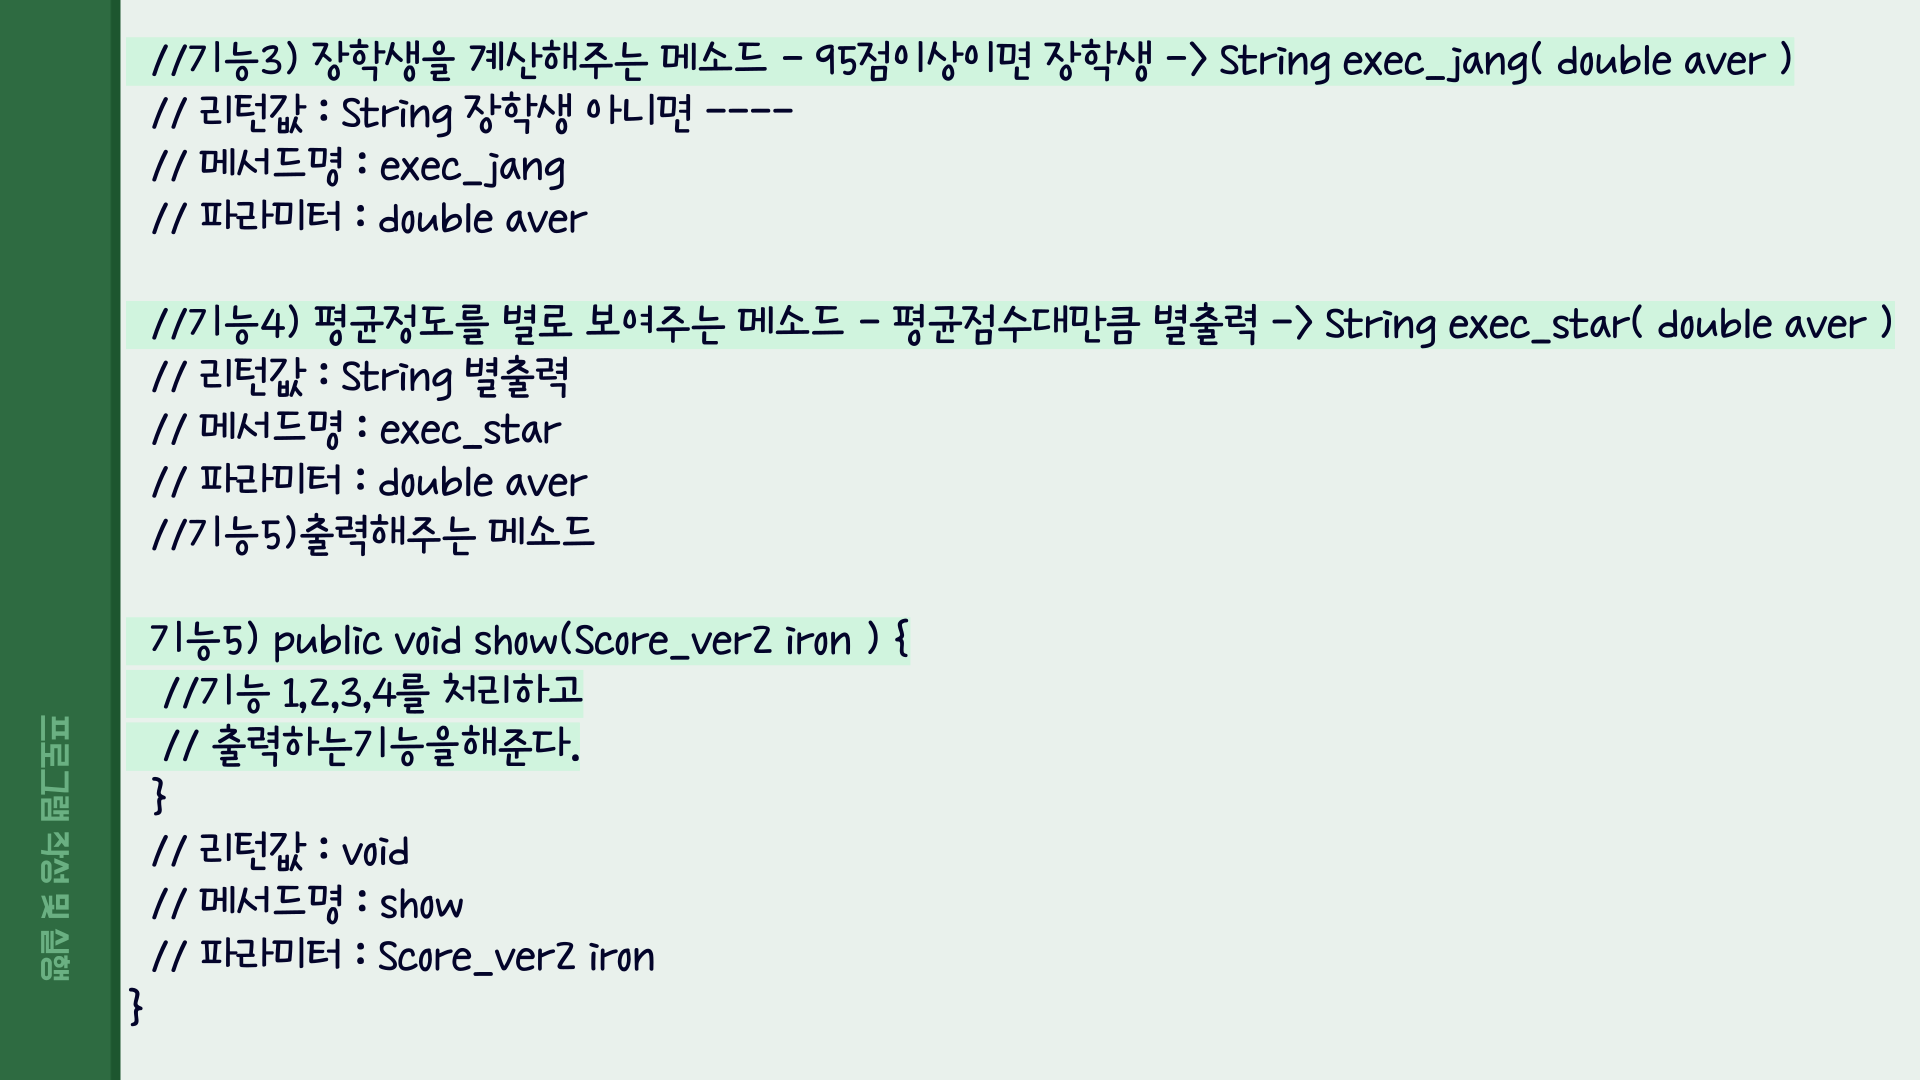 //기능3) 장학생을 계산해주는 메소드 - 95점이상이면 장학생 -> String exec_jang( double aver )
// 리턴값 : String 장학생 아니면 ----
// 메서드명 : exec_jang
// 파라미터 : double aver
//기능4) 평균정도를 별로 보여주는 메소드 - 평균점수대만큼 별출력 -> String exec_star( double aver )
// 리턴값 : String 별출력
// 메서드명 : exec_star
// 파라미터 : double aver
//기능5)출력해주는 메소드
기능5) public void show(Score_ver2 iron ) {
//기능 1,2,3,4를 처리하고
// 출력하는기능을해준다.
}
// 리턴값 : void
// 메서드명 : show
// 파라미터 : Score_ver2 iron
}
프로그램 작성 및 실행